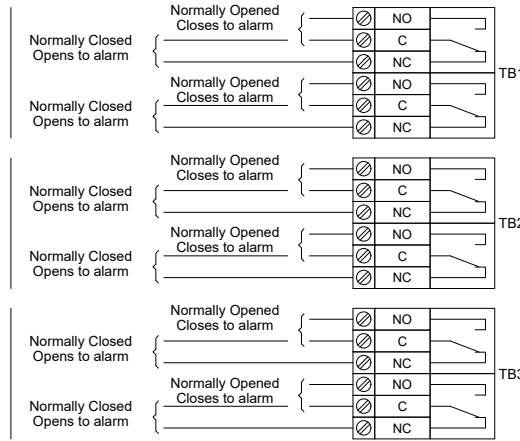 Normally Opened
Closes to alarm
NO
Normally Closed
Opens to alarm
C
NC
TB1
Normally Opened
Closes to alarm
NO
Normally Closed
Opens to alarm
C
NC
Normally Opened
Closes to alarm
NO
Normally Closed
Opens to alarm
C
NC
TB2
Normally Opened
Closes to alarm
NO
Normally Closed
Opens to alarm
C
NC
Normally Opened
Closes to alarm
NO
Normally Closed
Opens to alarm
C
NC
TB3
Normally Opened
Closes to alarm
NO
Normally Closed
Opens to alarm
C
NC